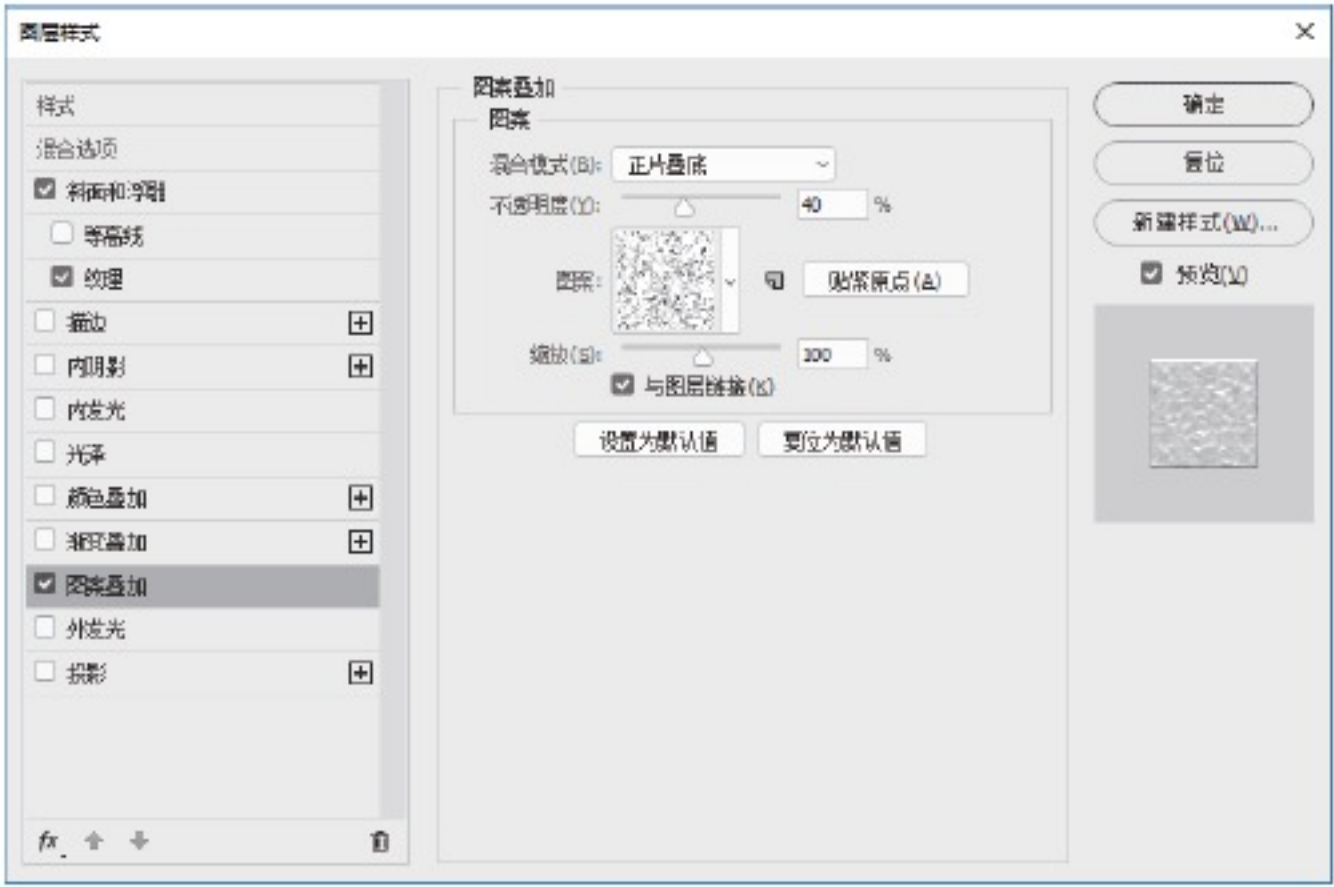 图层样式
样式
混合选项
斜面和浮雕
等高线
纹理
描边
内阴影
内发光
光泽
颜色叠加
渐变叠加
图案叠加
外发光
投影
fx
图案叠加
图案
混合模式(B): 正片叠底
不透明度(Y): 40 %
图案: 贴紧原点(A)
缩放(S): 100 %
与图层链接(K)
设置为默认值 复位为默认值
确定
复位
新建样式(W)...
预览(V)